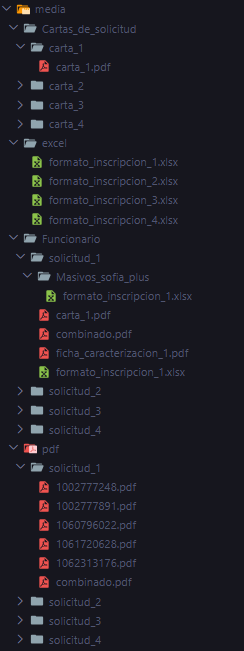 media
Cartas_de_solicitud
carta_1
carta_1.pdf
carta_2
carta_3
carta_4
excel
formato_inscripcion_1.xlsx
formato_inscripcion_2.xlsx
formato_inscripcion_3.xlsx
formato_inscripcion_4.xlsx
Funcionario
solicitud_1
Masivos_sofia_plus
formato_inscripcion_1.xlsx
carta_1.pdf
combinado.pdf
ficha_caracterizacion_1.pdf
formato_inscripcion_1.xlsx
solicitud_2
solicitud_3
solicitud_4
pdf
solicitud_1
1002777248.pdf
1002777891.pdf
1060796022.pdf
1061720628.pdf
1062313176.pdf
combinado.pdf
solicitud_2
solicitud_3
solicitud_4